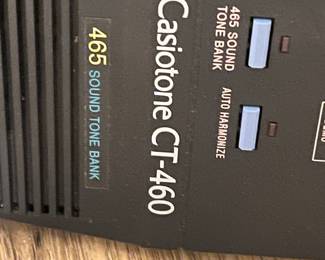 465 SOUND TONE BANK
Casiotone CT-460
465 SOUND
TONE BANK
AUTO HARMONIZE